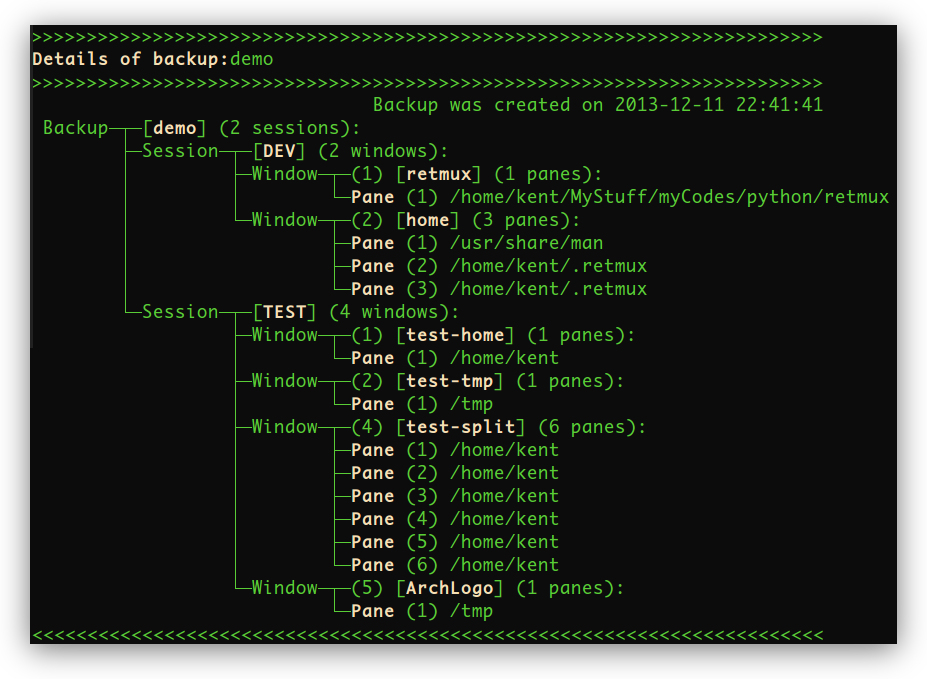 >>>>>>>>>>>>>>>>>>>>>>>>>>>>>>>>>>>>>>>>>>>>>>>>>>>>>>>>>>>>>>>>>>>>>>>>
Details of backup:demo
>>>>>>>>>>>>>>>>>>>>>>>>>>>>>>>>>>>>>>>>>>>>>>>>>>>>>>>>>>>>>>>>>>>>>>>>
                               Backup was created on 2013-12-11 22:41:41
 Backup─┬─[demo] (2 sessions):
        ├─Session─┬─[DEV] (2 windows):
        │         ├─Window─┬─(1) [retmux] (1 panes):
        │         │        └─Pane (1) /home/kent/MyStuff/myCodes/python/retmux
        │         └─Window─┬─(2) [home] (3 panes):
        │                  ├─Pane (1) /usr/share/man
        │                  ├─Pane (2) /home/kent/.retmux
        │                  └─Pane (3) /home/kent/.retmux
        └─Session─┬─[TEST] (4 windows):
                  ├─Window─┬─(1) [test-home] (1 panes):
                  │        └─Pane (1) /home/kent
                  ├─Window─┬─(2) [test-tmp] (1 panes):
                  │        └─Pane (1) /tmp
                  ├─Window─┬─(4) [test-split] (6 panes):
                  │        ├─Pane (1) /home/kent
                  │        ├─Pane (2) /home/kent
                  │        ├─Pane (3) /home/kent
                  │        ├─Pane (4) /home/kent
                  │        ├─Pane (5) /home/kent
                  │        └─Pane (6) /home/kent
                  └─Window─┬─(5) [ArchLogo] (1 panes):
                           └─Pane (1) /tmp
<<<<<<<<<<<<<<<<<<<<<<<<<<<<<<<<<<<<<<<<<<<<<<<<<<<<<<<<<<<<<<<<<<<<<<<<